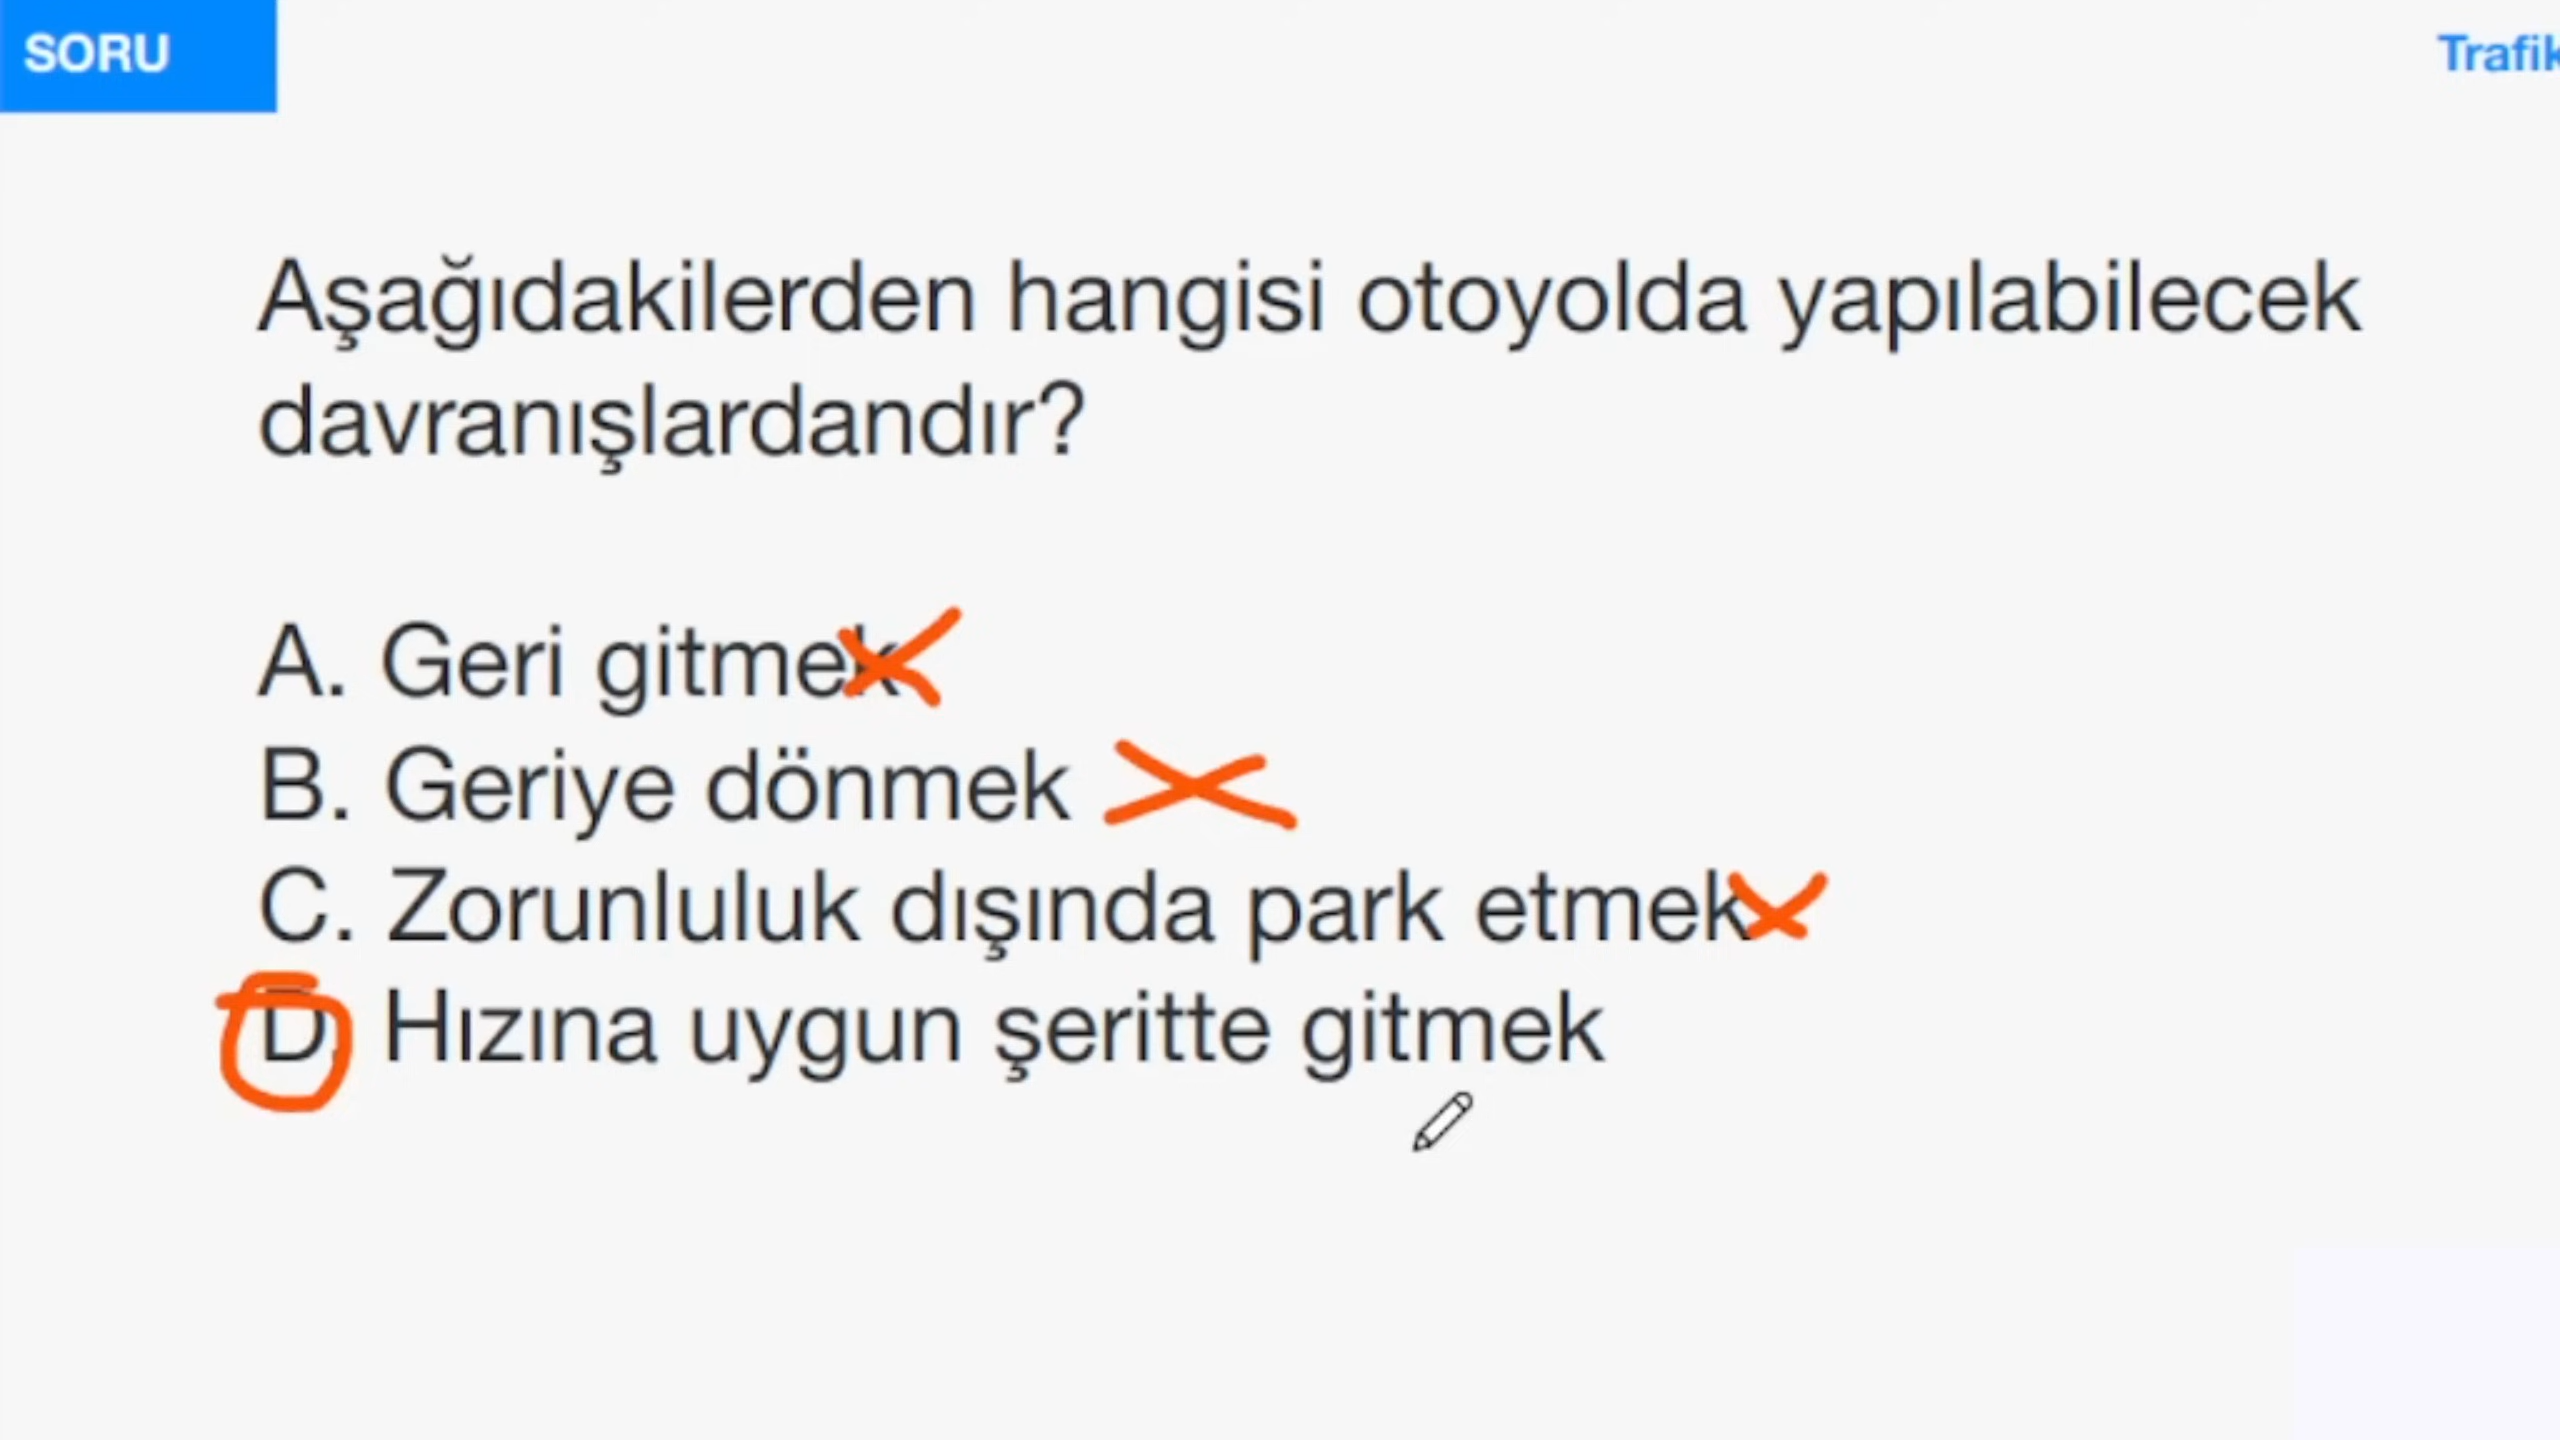 SORU
Trafik
Aşağıdakilerden hangisi otoyolda yapılabilecek
davranışlardandır?
A. Geri gitmek
B. Geriye dönmek
C. Zorunluluk dışında park etmek
D. Hızına uygun şeritte gitmek